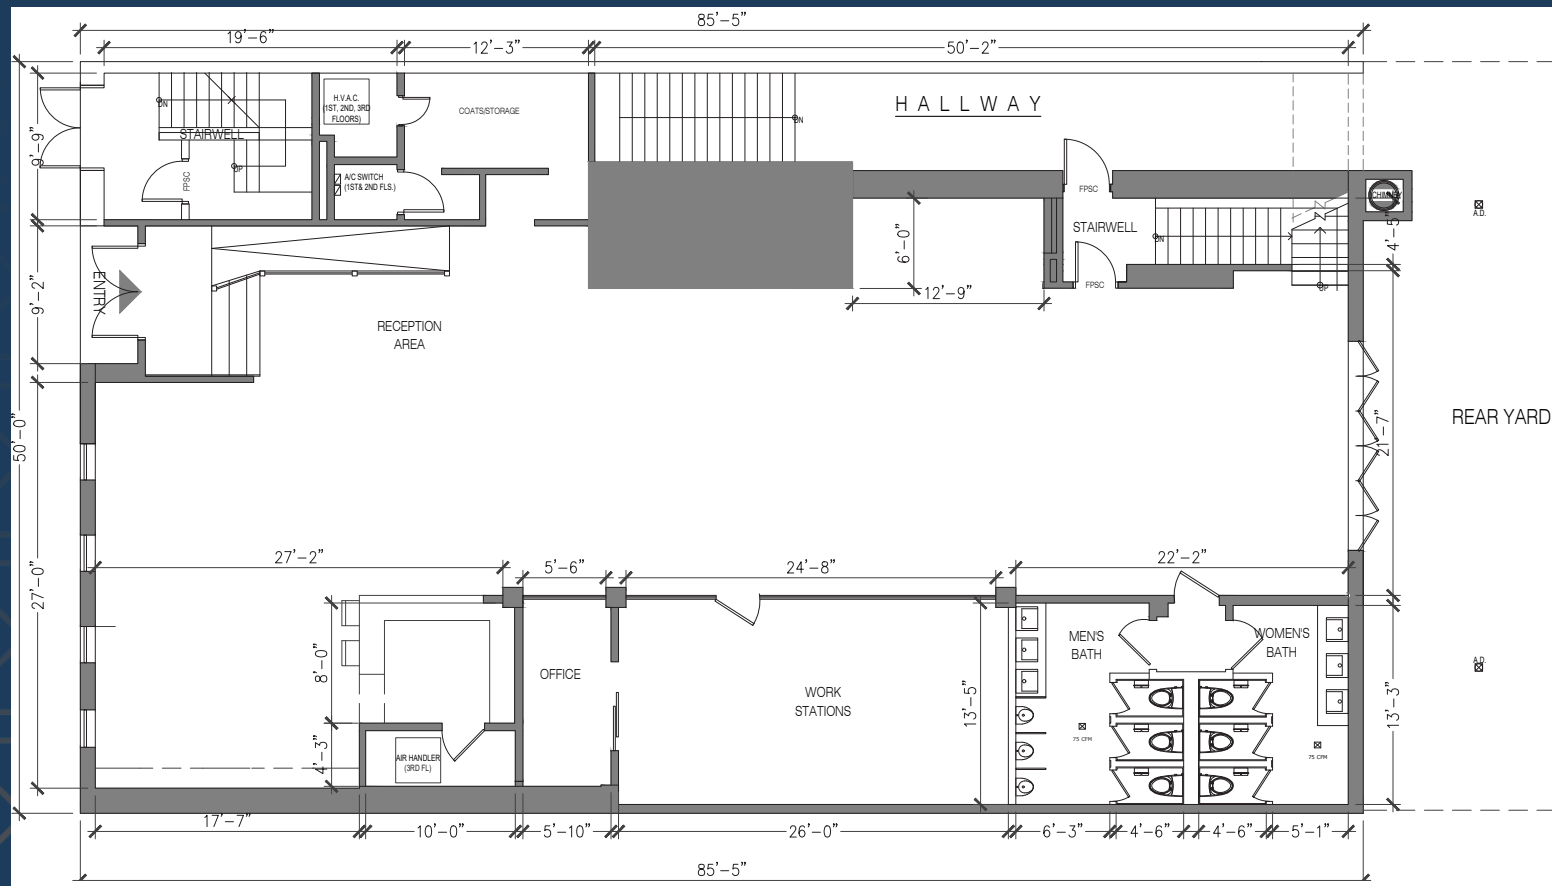 85'-5"
19'-6"
12'-3"
50'-2"
H.V.A.C.
(1ST, 2ND, 3RD
FLOORS)
COATS/STORAGE
HALLWAY
DN
DN
STAIRWELL
9'-9"
UP
FPSC
A/C SWITCH
(1ST& 2ND FLS.)
FPSC
CHIMNEY
A.D.
STAIRWELL
DN
4'-5"
6'-0"
ENTRY
9'-2"
FPSC
UP
12'-9"
RECEPTION
AREA
50'-0"
21'-7"
REAR YARD
27'-2"
5'-6"
24'-8"
22'-2"
27'-0"
MEN'S
BATH
WOMEN'S
BATH
8'-0"
OFFICE
A.D.
WORK
STATIONS
13'-5"
13'-3"
75 CFM
75 CFM
4'-3"
AIR HANDLER
(3RD FL)
17'-7"
10'-0"
5'-10"
26'-0"
6'-3"
4'-6"
4'-6"
5'-1"
85'-5"